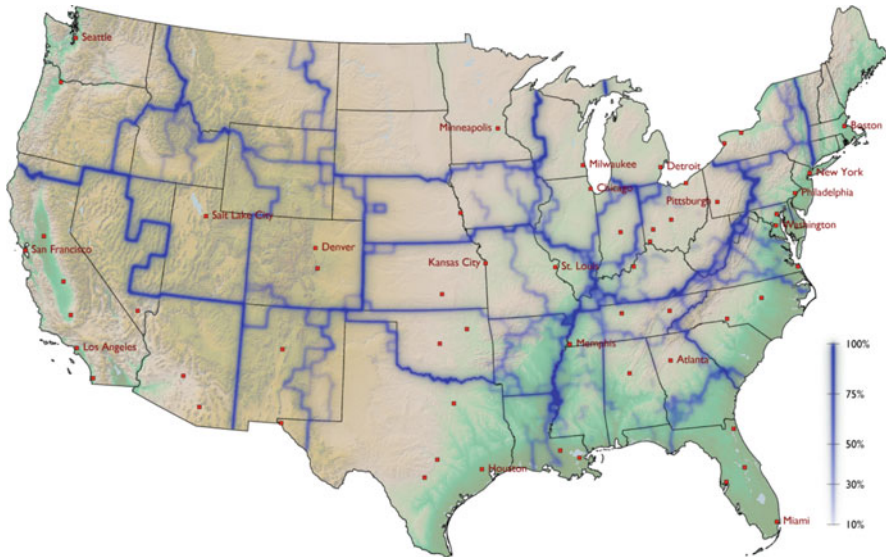 Seattle
Minneapolis
Boston
Milwaukee
Detroit
Chicago
New York
Pittsburgh
Philadelphia
Salt Lake City
Washington
San Francisco
Denver
Kansas City
St. Louis
Los Angeles
Memphis
Atlanta
100%
75%
50%
Houston
30%
Miami
10%